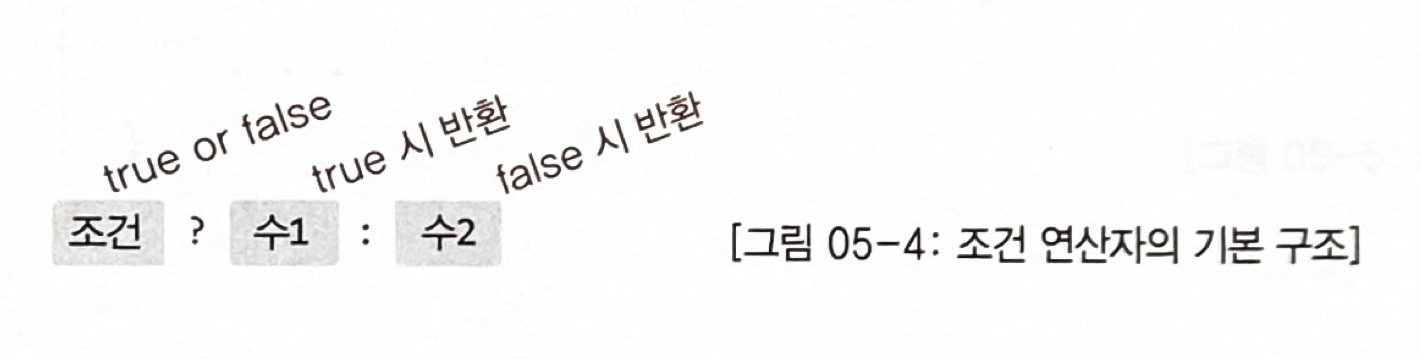 true or false
true 시 반환
false 시 반환
조건 ? 수1 : 수2
[그림 05-4: 조건 연산자의 기본 구조]